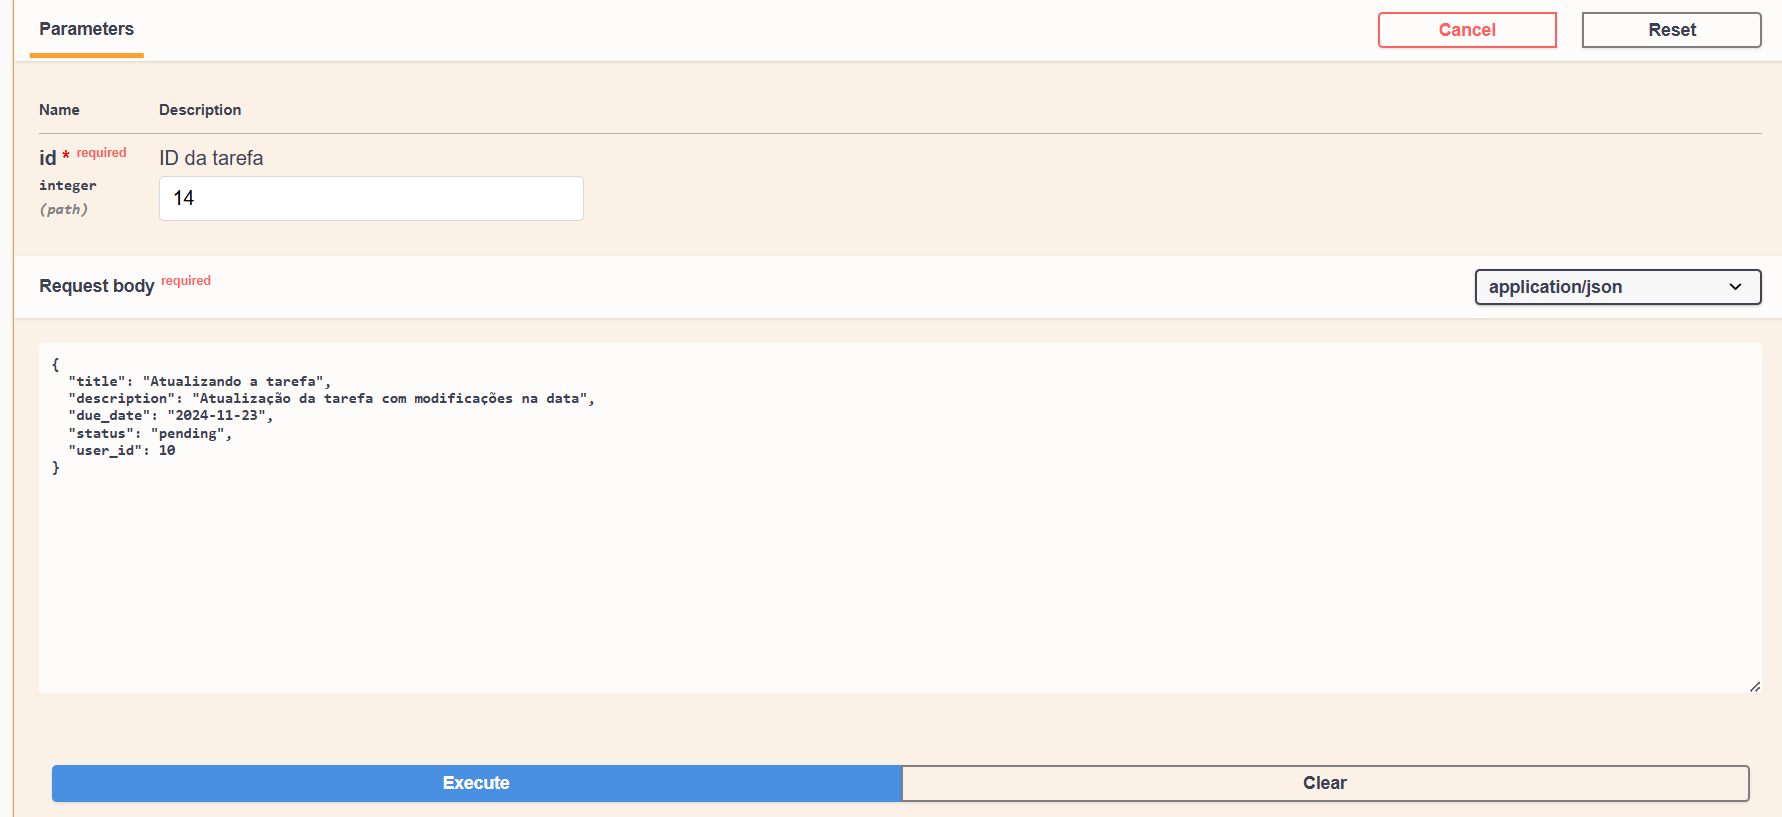 Parameters
Cancel
Reset
Name
Description
id * required
ID da tarefa
integer
(path)
14
Request body required
application/json
{
  "title": "Atualizando a tarefa",
  "description": "Atualização da tarefa com modificações na data",
  "due_date": "2024-11-23",
  "status": "pending",
  "user_id": 10
}
Execute
Clear